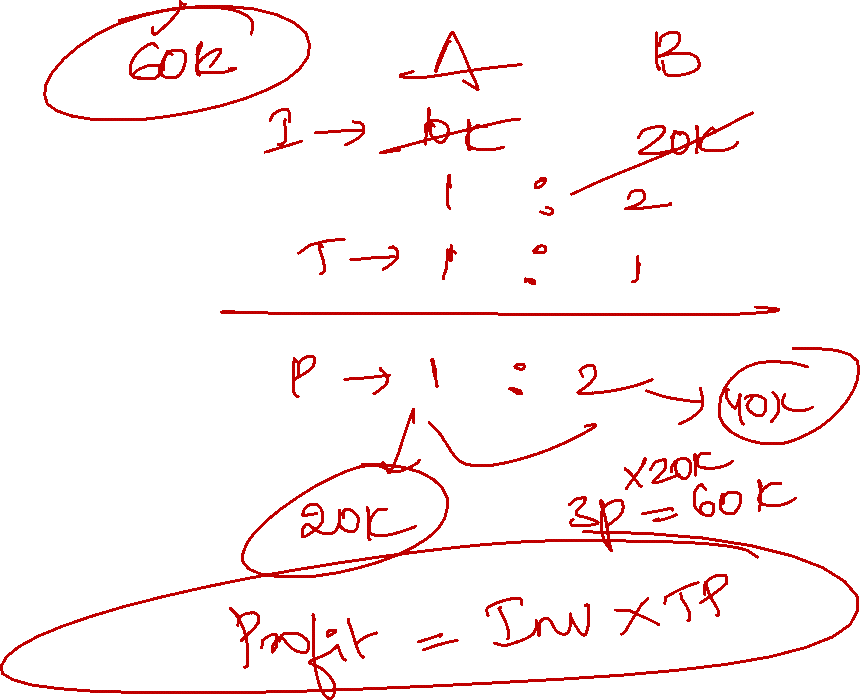 60K A B
I → 10K 20K
1 : 2
T → 1 : 1
P → 1 : 2 → 40K
×20K
20K 3p = 60K
Profit = Inv × TP